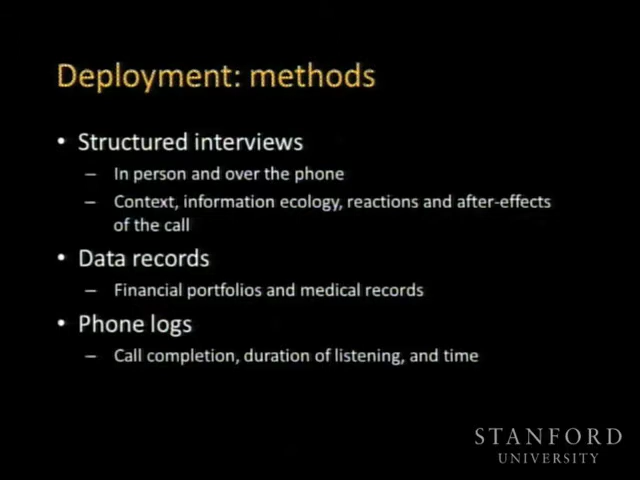 Deployment: methods
• Structured interviews
– In person and over the phone
– Context, information ecology, reactions and after-effects
of the call
• Data records
– Financial portfolios and medical records
• Phone logs
– Call completion, duration of listening, and time
STANFORD
UNIVERSITY